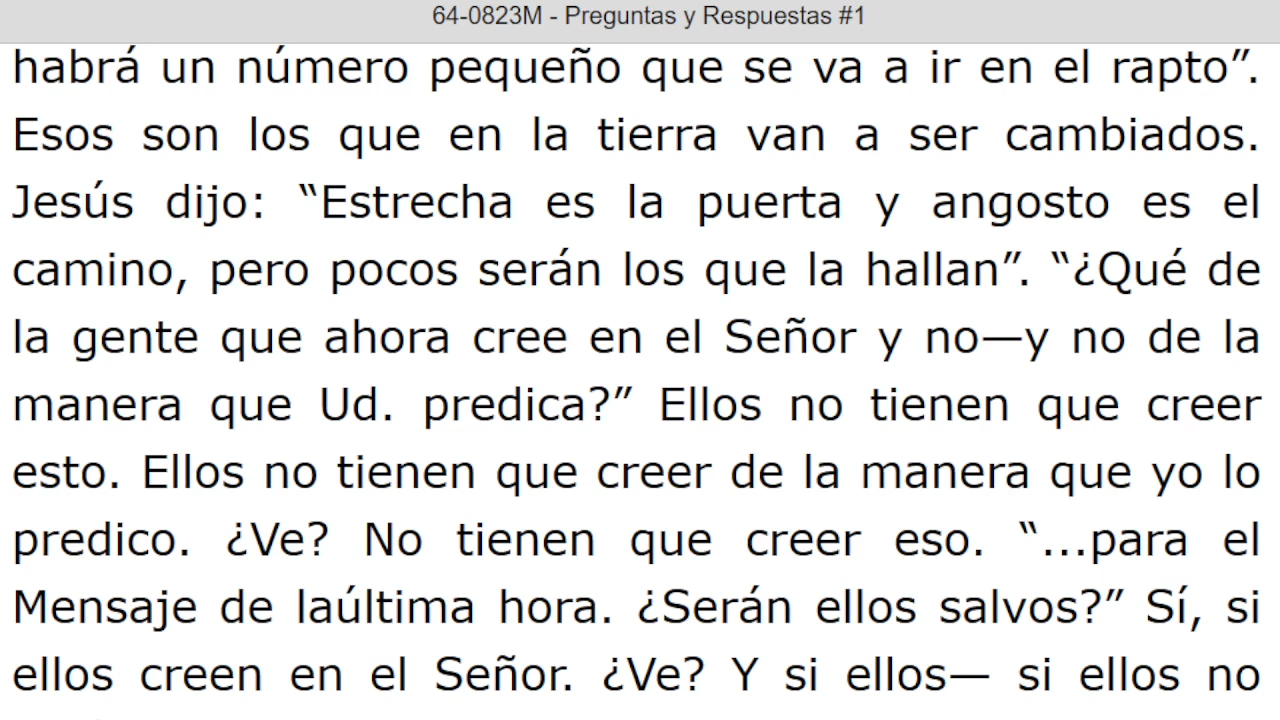 64-0823M - Preguntas y Respuestas #1
habrá un número pequeño que se va a ir en el rapto”.
Esos son los que en la tierra van a ser cambiados.
Jesús dijo: “Estrecha es la puerta y angosto es el
camino, pero pocos serán los que la hallan”. “¿Qué de
la gente que ahora cree en el Señor y no—y no de la
manera que Ud. predica?” Ellos no tienen que creer
esto. Ellos no tienen que creer de la manera que yo lo
predico. ¿Ve? No tienen que creer eso. “...para el
Mensaje de laúltima hora. ¿Serán ellos salvos?” Sí, si
ellos creen en el Señor. ¿Ve? Y si ellos— si ellos no